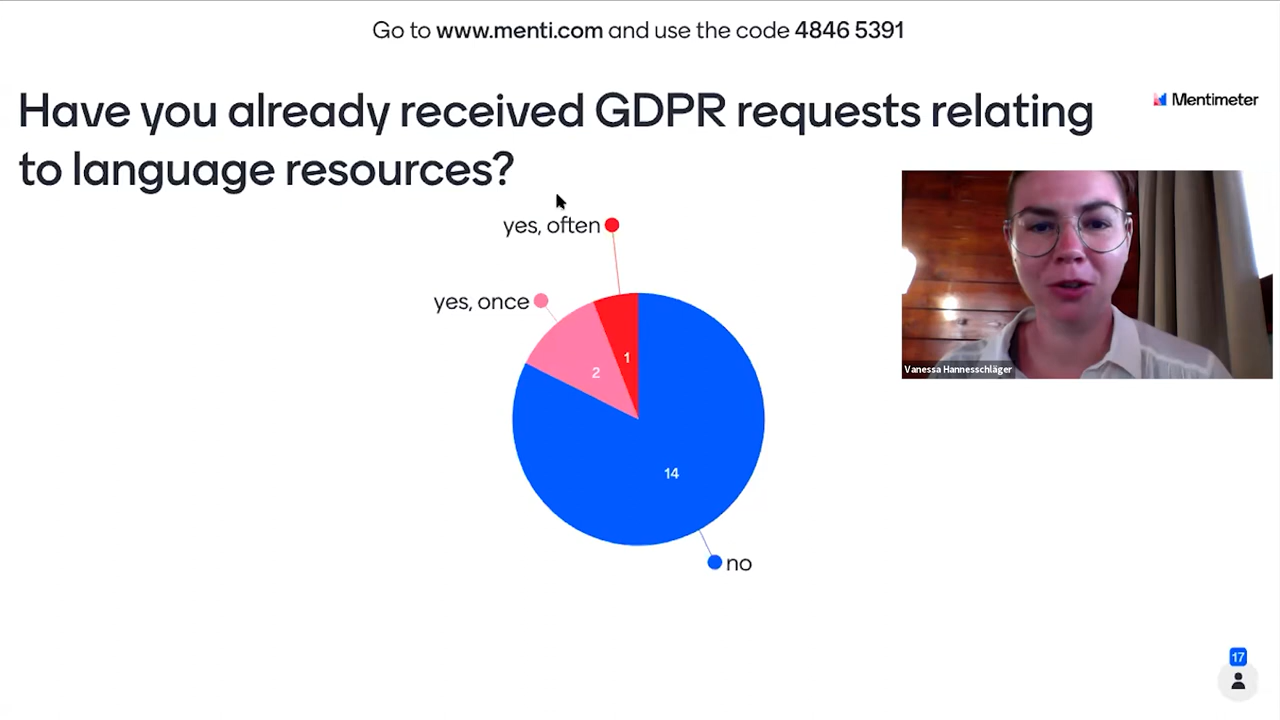 Go to www.menti.com and use the code 4846 5391
Have you already received GDPR requests relating
to language resources?
Mentimeter
yes, often
yes, once
1
2
14
no
Vanessa Hannesschläger
17